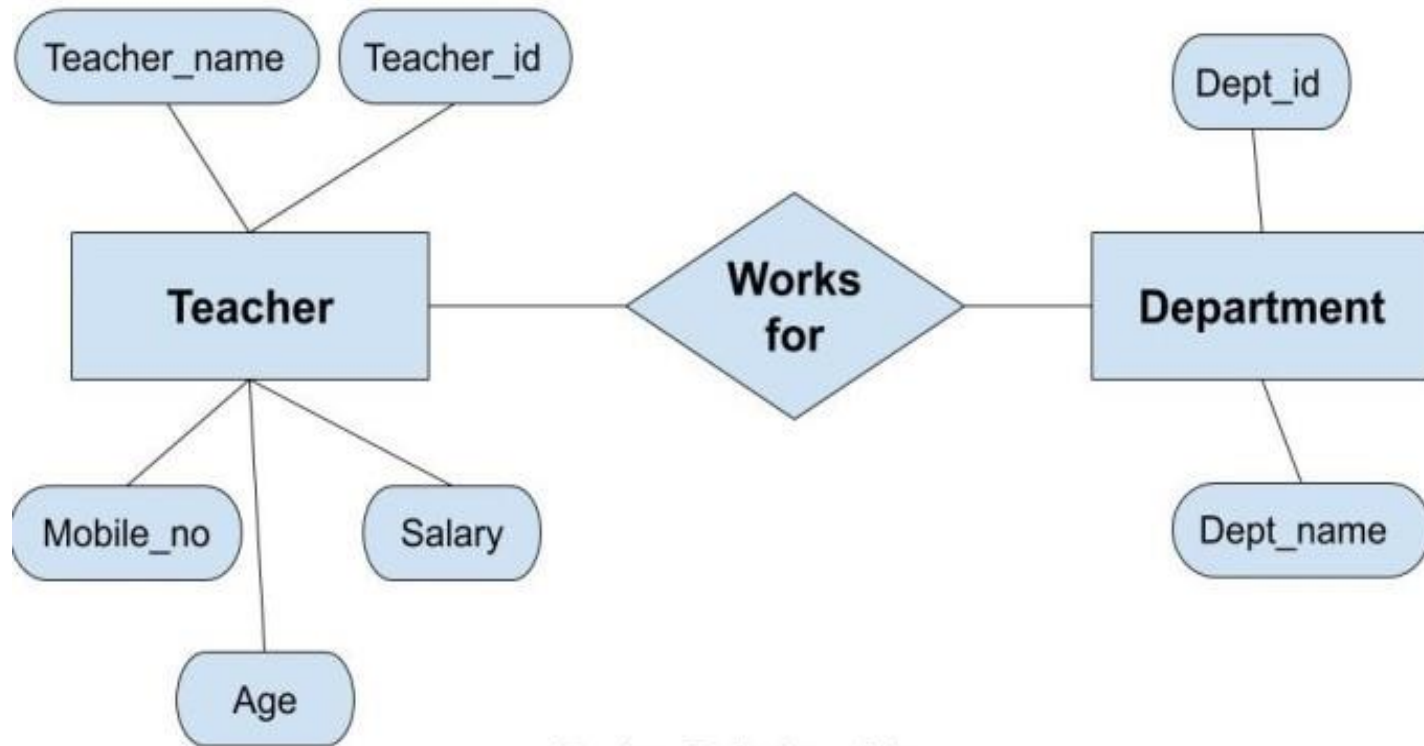 Teacher_name
Teacher_id
Dept_id
Teacher
Works
for
Department
Mobile_no
Salary
Dept_name
Age